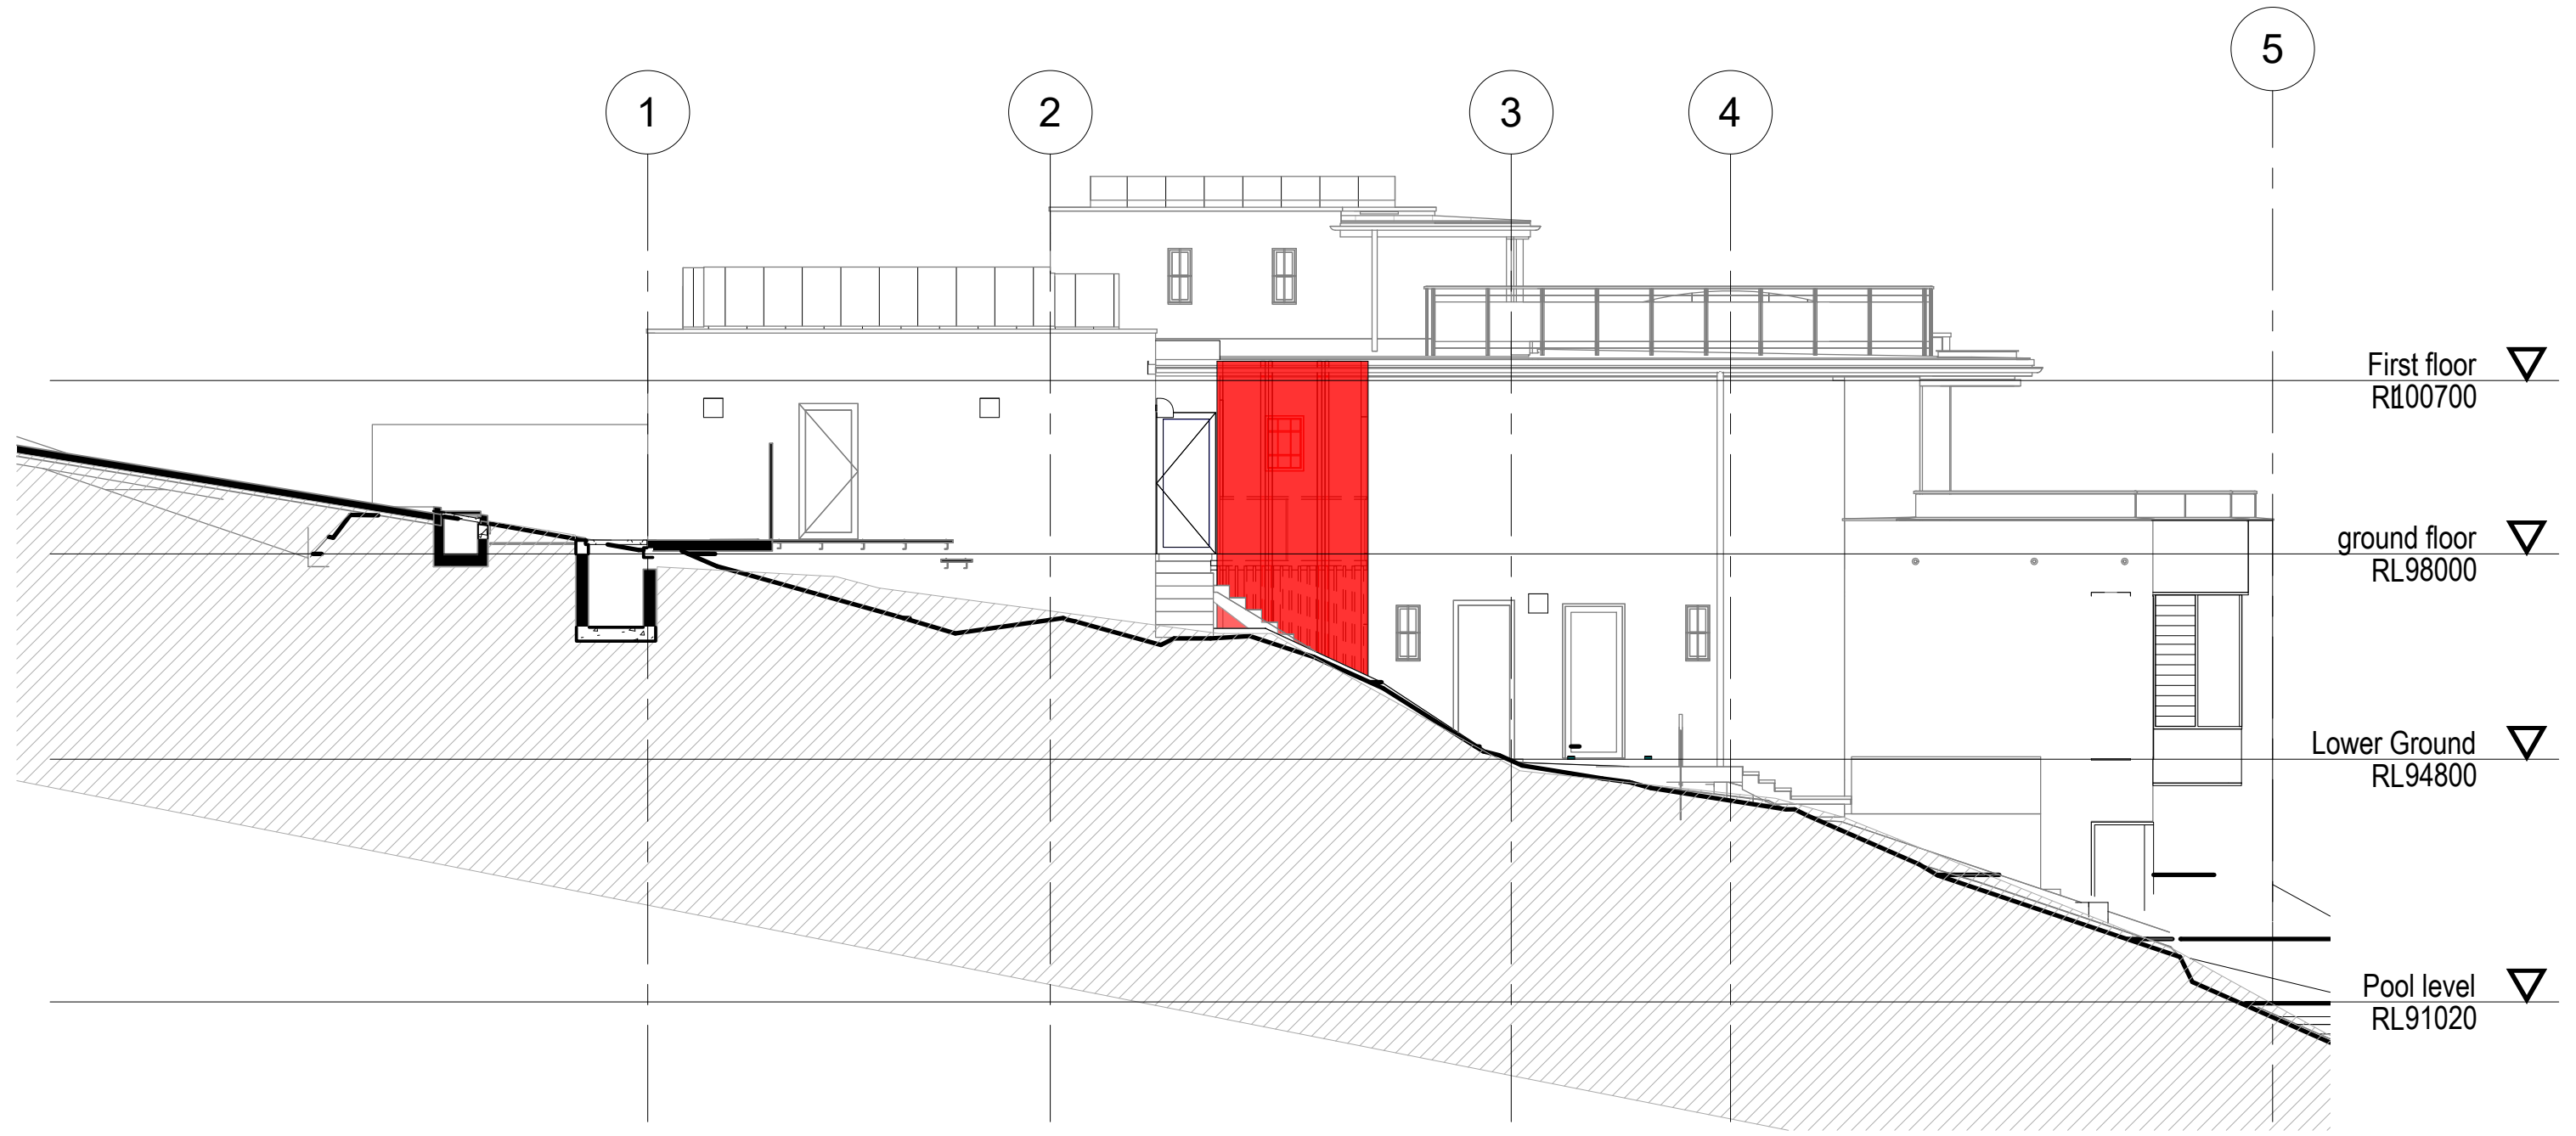 1
2
3
4
5
First floor
RL100700
ground floor
RL98000
Lower Ground
RL94800
Pool level
RL91020